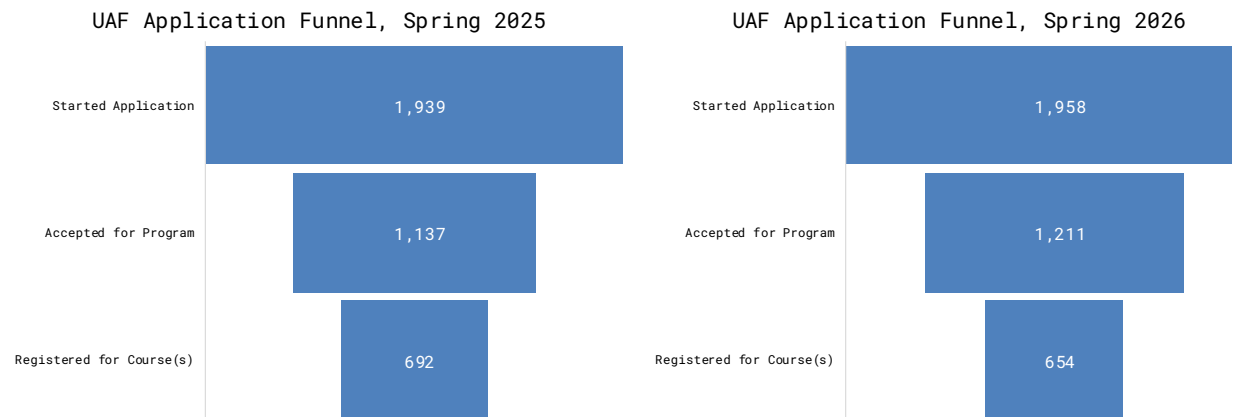 UAF Application Funnel, Spring 2025
Started Application
1,939
Accepted for Program
1,137
Registered for Course(s)
692
UAF Application Funnel, Spring 2026
Started Application
1,958
Accepted for Program
1,211
Registered for Course(s)
654